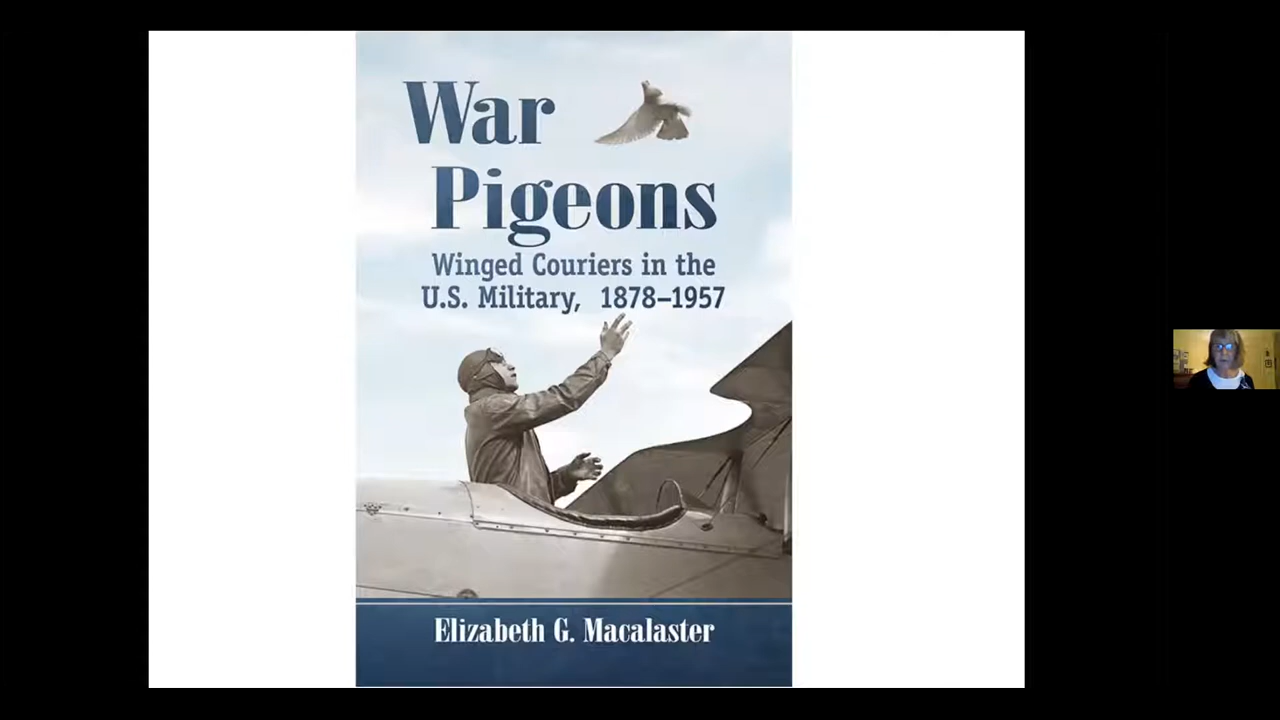 War
Pigeons
Winged Couriers in the
U.S. Military, 1878–1957
Elizabeth G. Macalaster